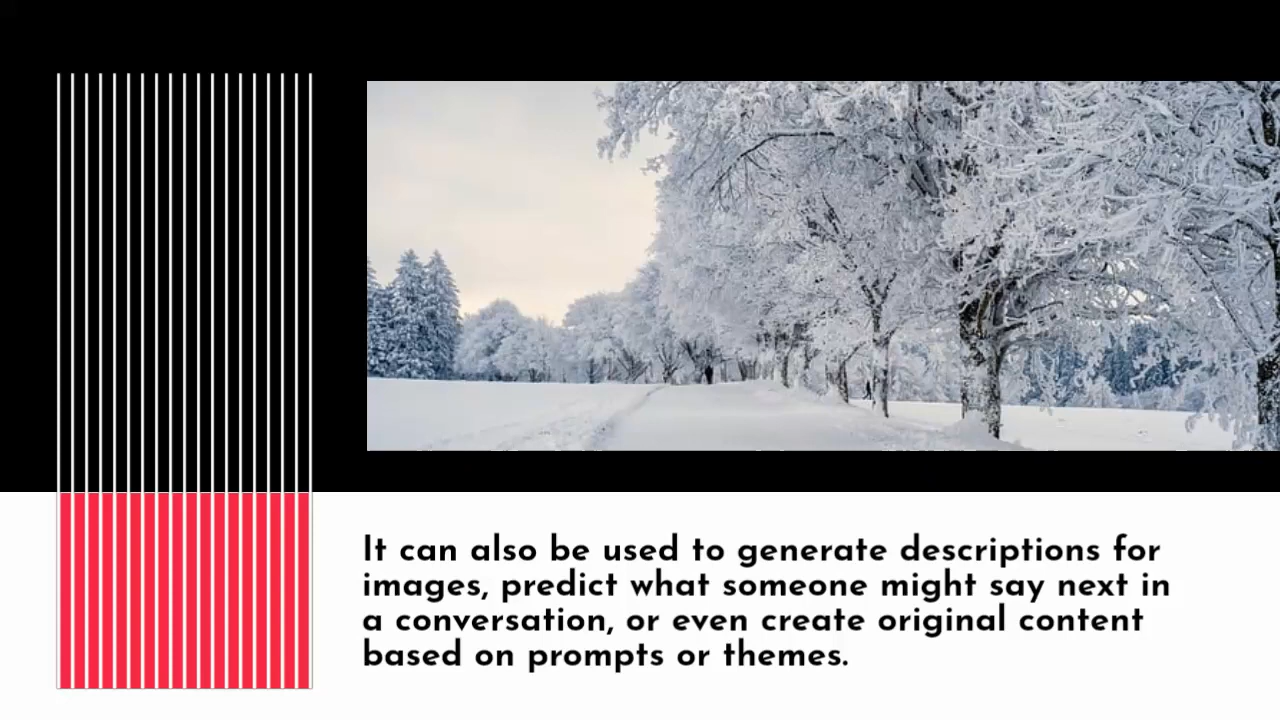 It can also be used to generate descriptions for
images, predict what someone might say next in
a conversation, or even create original content
based on prompts or themes.